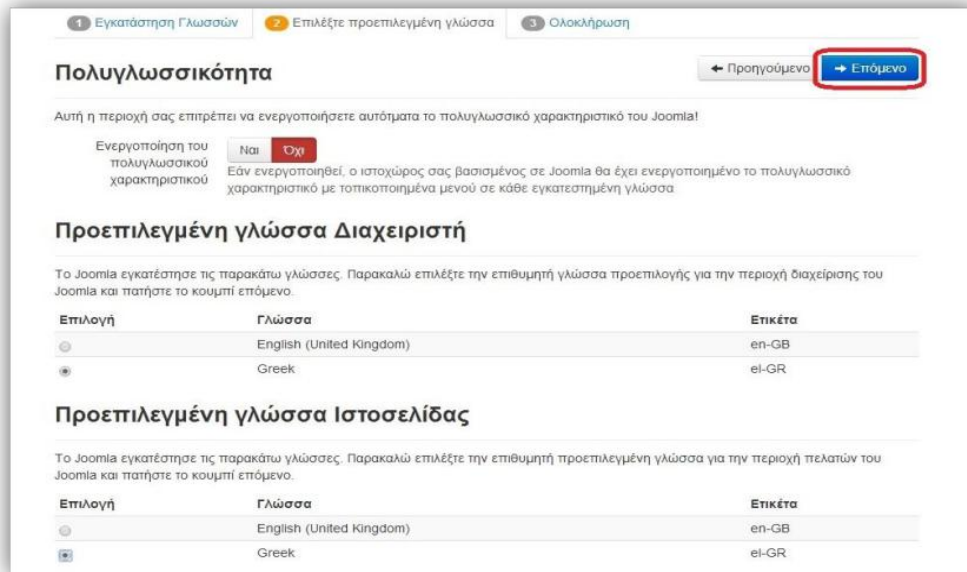 1 Εγκατάσταση Γλωσσών 2 Επιλέξτε προεπιλεγμένη γλώσσα 3 Ολοκλήρωση
Πολυγλωσσικότητα
← Προηγούμενο → Επόμενο
Αυτή η περιοχή σας επιτρέπει να ενεργοποιήσετε αυτόματα το πολυγλωσσικό χαρακτηριστικό του Joomla!
Ενεργοποίηση του
πολυγλωσσικού
χαρακτηριστικού
Ναι Όχι
Εάν ενεργοποιηθεί, ο ιστοχώρος σας βασισμένος σε Joomla θα έχει ενεργοποιημένο το πολυγλωσσικό
χαρακτηριστικό με τοπικοποιημένα μενού σε κάθε εγκατεστημένη γλώσσα
Προεπιλεγμένη γλώσσα Διαχειριστή
Το Joomla εγκατέστησε τις παρακάτω γλώσσες. Παρακαλώ επιλέξτε την επιθυμητή γλώσσα προεπιλογής για την περιοχή διαχείρισης του
Joomla και πατήστε το κουμπί επόμενο.
Επιλογή Γλώσσα Ετικέτα
English (United Kingdom) en-GB
Greek el-GR
Προεπιλεγμένη γλώσσα Ιστοσελίδας
Το Joomla εγκατέστησε τις παρακάτω γλώσσες. Παρακαλώ επιλέξτε την επιθυμητή προεπιλεγμένη γλώσσα για την περιοχή πελατών του
Joomla και πατήστε το κουμπί επόμενο.
Επιλογή Γλώσσα Ετικέτα
English (United Kingdom) en-GB
Greek el-GR